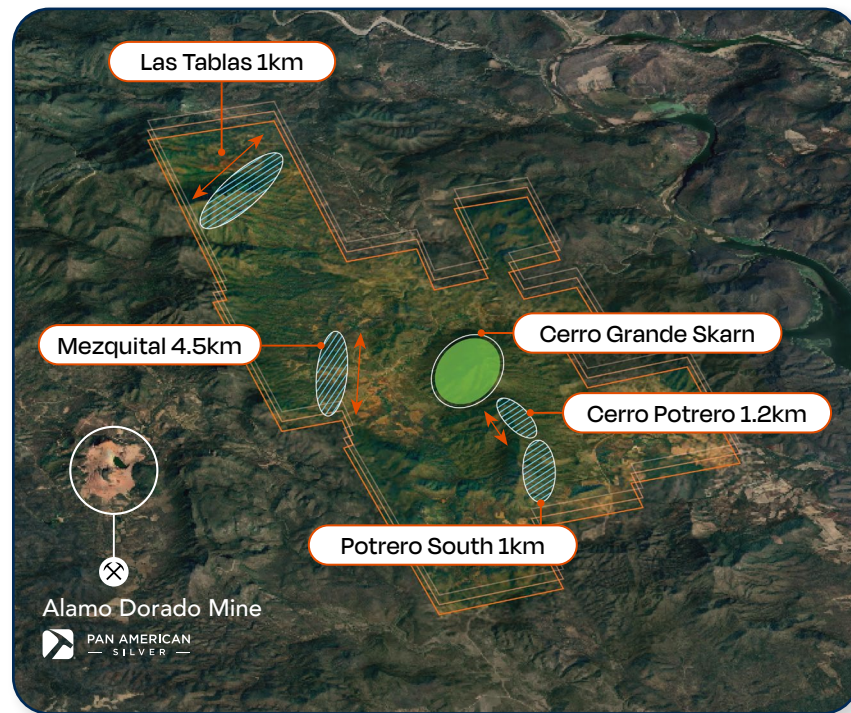 Las Tablas 1km
Mezquital 4.5km
Cerro Grande Skarn
Cerro Potrero 1.2km
Potrero South 1km
Alamo Dorado Mine
PAN AMERICAN
SILVER